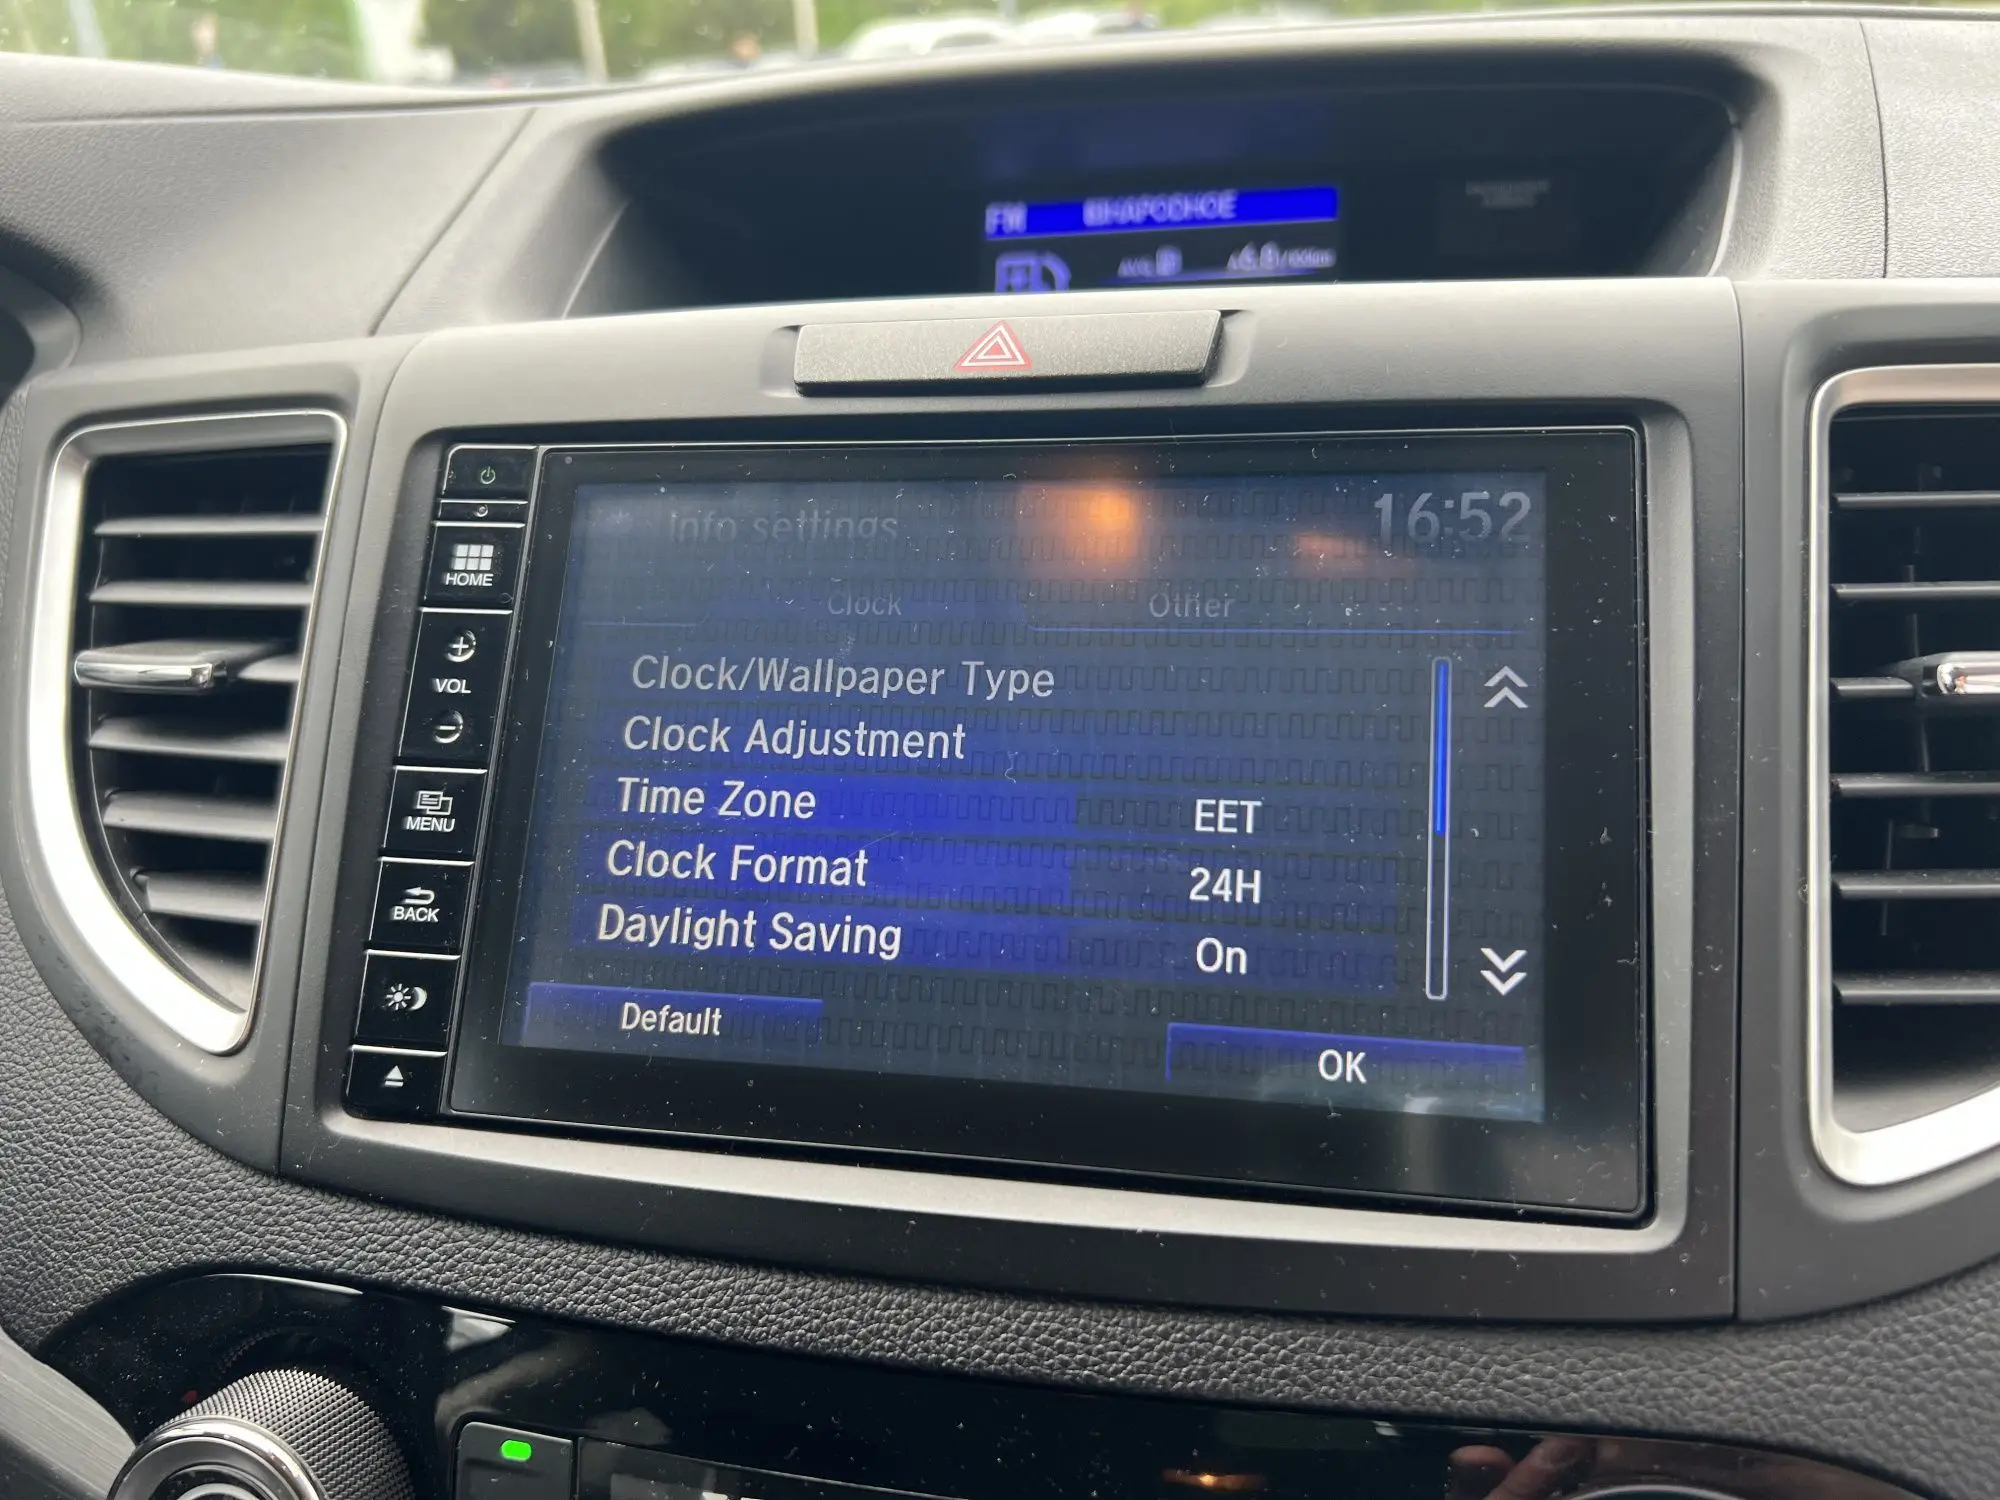 FM
Info settings 16:52
Clock Other
HOME
VOL
MENU
BACK
Clock/Wallpaper Type
Clock Adjustment
Time Zone EET
Clock Format 24H
Daylight Saving On
Default OK